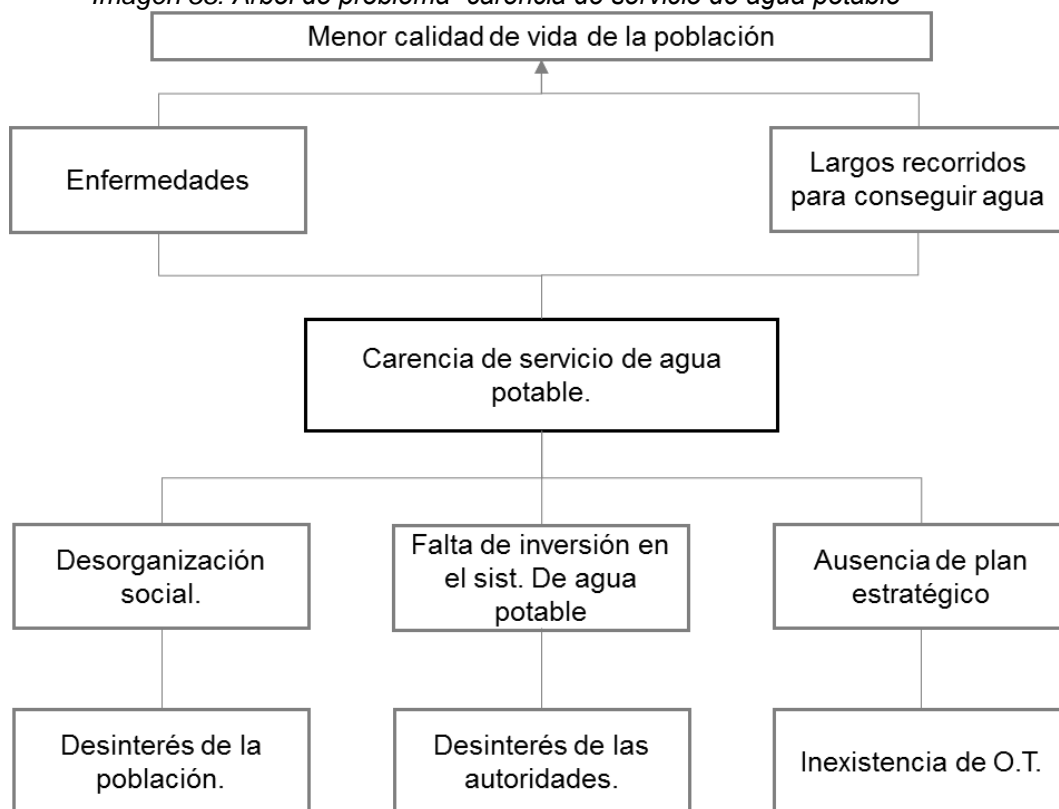 Imagen 38. Árbol de problema "carencia de servicio de agua potable"
Menor calidad de vida de la población
Enfermedades
Largos recorridos
para conseguir agua
Carencia de servicio de agua
potable.
Desorganización
social.
Falta de inversión en
el sist. De agua
potable
Ausencia de plan
estratégico
Desinterés de la
población.
Desinterés de las
autoridades.
Inexistencia de O.T.